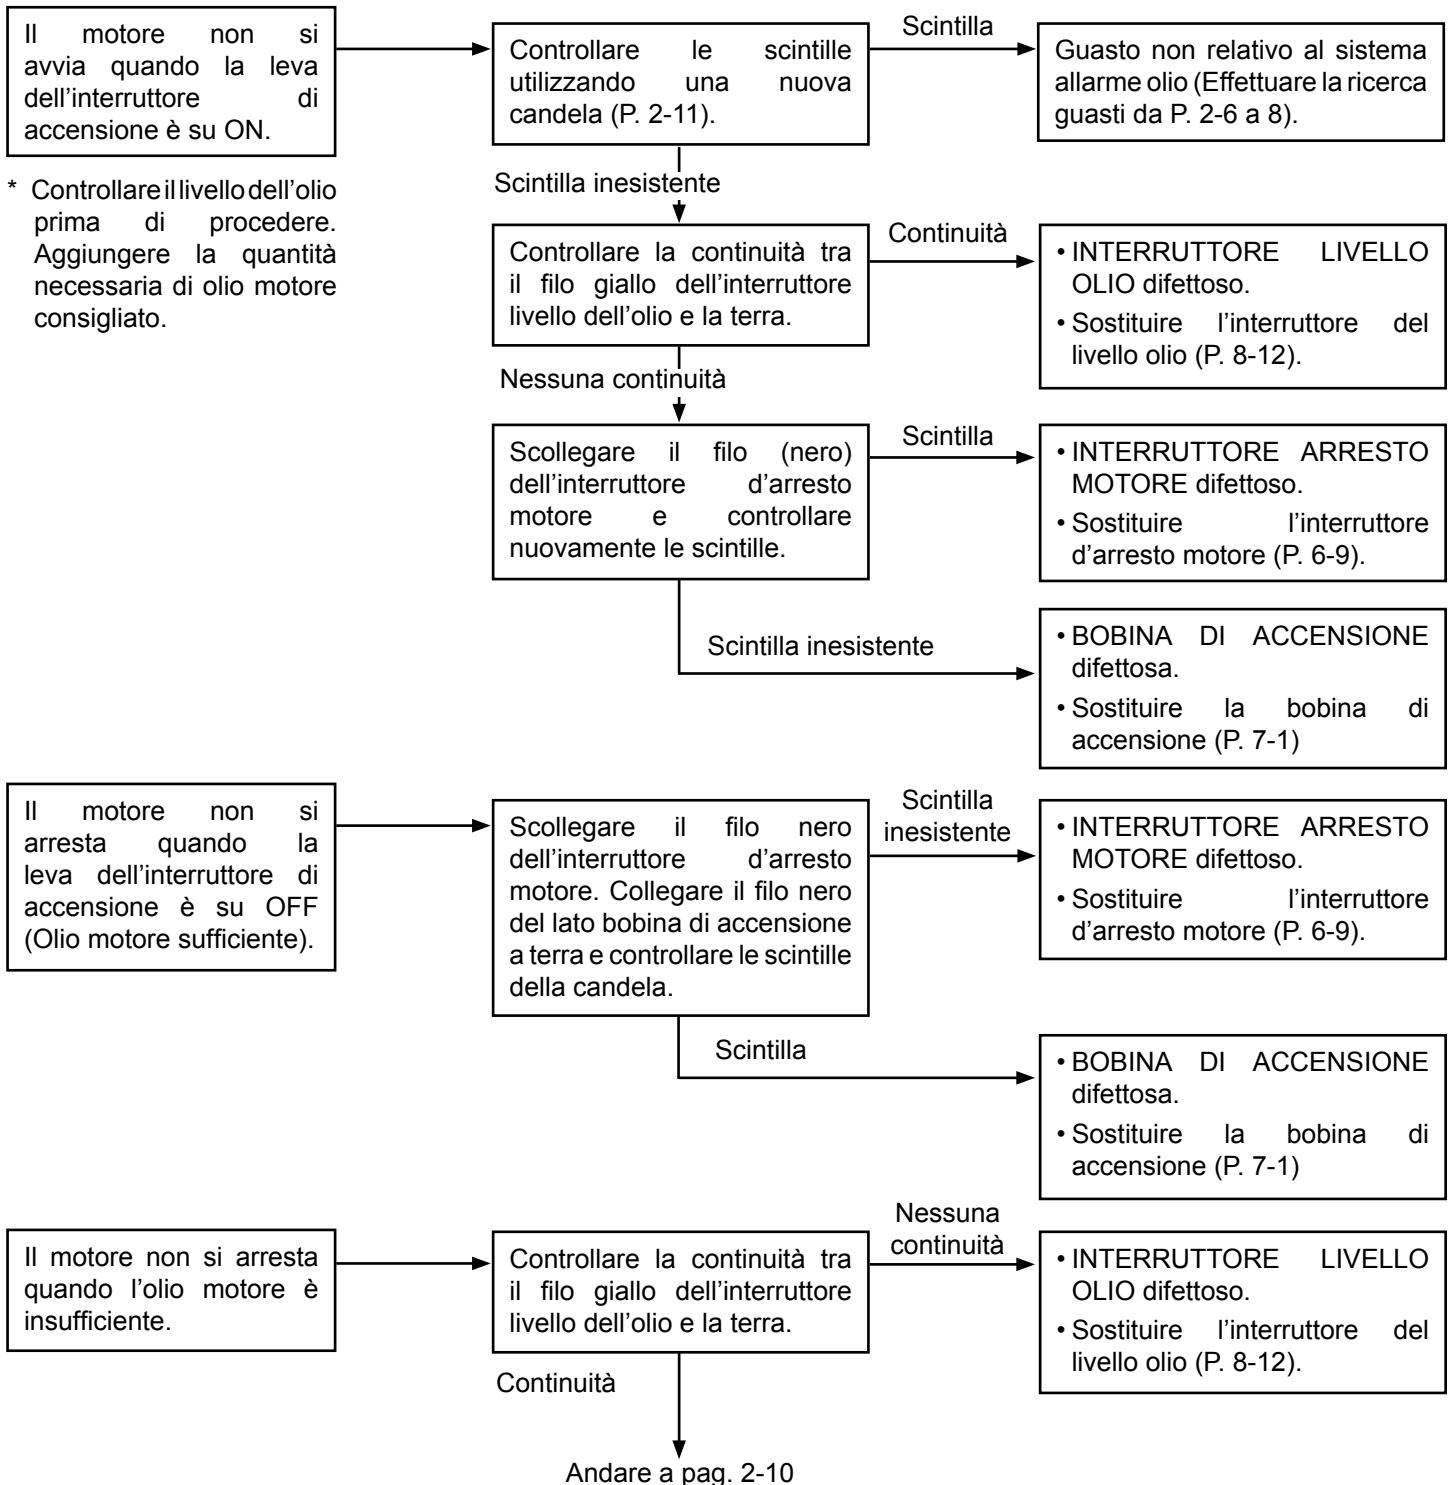 Il motore non si
avvia quando la leva
dell’interruttore di
accensione è su ON.
* Controllare il livello dell’olio
prima di procedere.
Aggiungere la quantità
necessaria di olio motore
consigliato.
Controllare le scintille
utilizzando una nuova
candela (P. 2-11).
Scintilla
Guasto non relativo al sistema
allarme olio (Effettuare la ricerca
guasti da P. 2-6 a 8).
Scintilla inesistente
Controllare la continuità tra
il filo giallo dell’interruttore
livello dell’olio e la terra.
Continuità
• INTERRUTTORE LIVELLO
OLIO difettoso.
• Sostituire l’interruttore del
livello olio (P. 8-12).
Nessuna continuità
Scollegare il filo (nero)
dell’interruttore d’arresto
motore e controllare
nuovamente le scintille.
Scintilla
• INTERRUTTORE ARRESTO
MOTORE difettoso.
• Sostituire l’interruttore
d’arresto motore (P. 6-9).
Scintilla inesistente
• BOBINA DI ACCENSIONE
difettosa.
• Sostituire la bobina di
accensione (P. 7-1)
Il motore non si
arresta quando la
leva dell’interruttore di
accensione è su OFF
(Olio motore sufficiente).
Scollegare il filo nero
dell’interruttore d’arresto
motore. Collegare il filo nero
del lato bobina di accensione
a terra e controllare le scintille
della candela.
Scintilla
inesistente
• INTERRUTTORE ARRESTO
MOTORE difettoso.
• Sostituire l’interruttore
d’arresto motore (P. 6-9).
Scintilla
• BOBINA DI ACCENSIONE
difettosa.
• Sostituire la bobina di
accensione (P. 7-1)
Il motore non si arresta
quando l’olio motore è
insufficiente.
Controllare la continuità tra
il filo giallo dell’interruttore
livello dell’olio e la terra.
Nessuna
continuità
• INTERRUTTORE LIVELLO
OLIO difettoso.
• Sostituire l’interruttore del
livello olio (P. 8-12).
Continuità
Andare a pag. 2-10